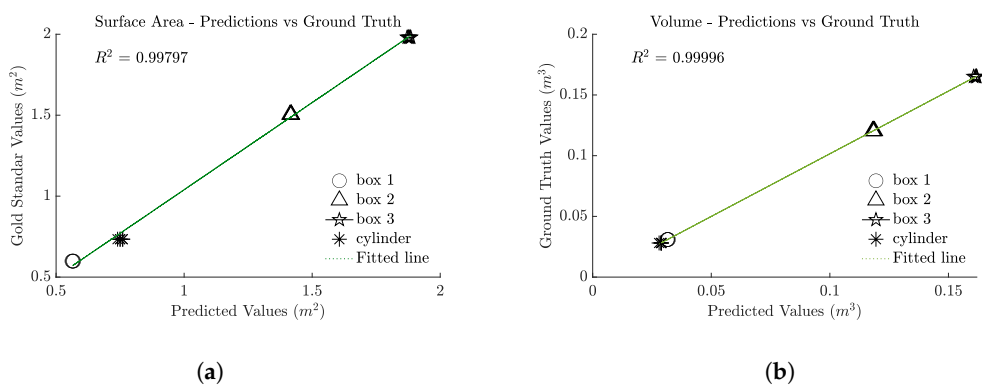 Surface Area - Predictions vs Ground Truth
R² = 0.99797
2
1.5
1
0.5
Gold Standar Values (m²)
box 1
box 2
box 3
cylinder
Fitted line
0.5 1 1.5 2
Predicted Values (m²)
(a)
Volume - Predictions vs Ground Truth
R² = 0.99996
0.2
0.15
0.1
0.05
0
Ground Truth Values (m³)
box 1
box 2
box 3
cylinder
Fitted line
0 0.05 0.1 0.15
Predicted Values (m³)
(b)